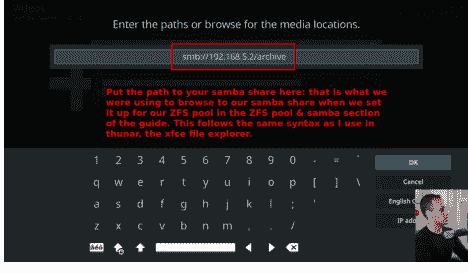 Videos
Enter the paths or browse for the media locations.
smb://192.168.5.2/archive
Put the path to your samba share here: that is what we
were using to browse to our samba share when we set
it up for our ZFS pool in the ZFS pool & samba section
of the guide. This follows the same syntax as I use in
thunar, the xfce file explorer.
1 2 3 4 5 6 7 8 9 0 - = `
OK
q w e r t y u i o p [ ] \
Cancel
a s d f g h j k l ; '
English
z x c v b n m , . /
IP add